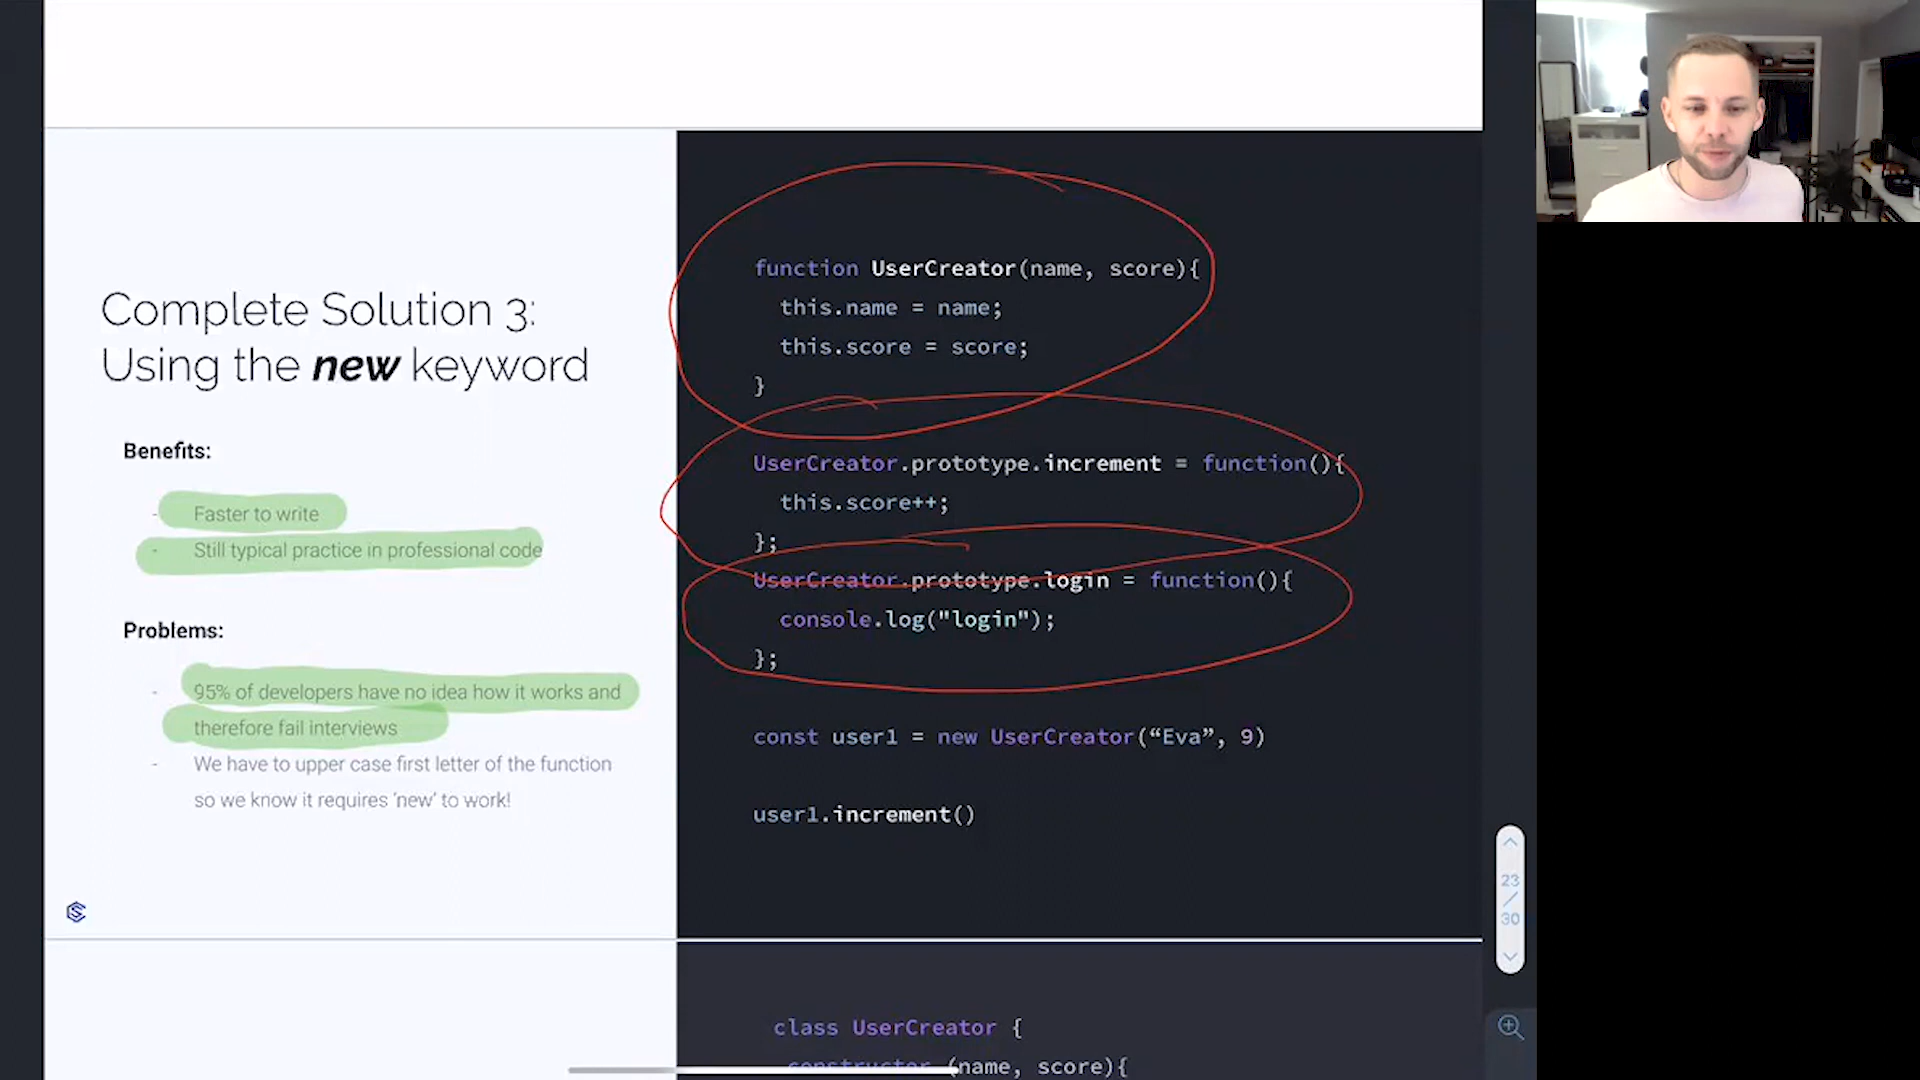 Complete Solution 3:
Using the new keyword
Benefits:
- Faster to write
- Still typical practice in professional code
Problems:
- 95% of developers have no idea how it works and
therefore fail interviews
- We have to upper case first letter of the function
so we know it requires ‘new’ to work!
function UserCreator(name, score){
this.name = name;
this.score = score;
}
UserCreator.prototype.increment = function(){
this.score++;
};
UserCreator.prototype.login = function(){
console.log("login");
};
const user1 = new UserCreator(“Eva”, 9)
user1.increment()
class UserCreator {
constructor (name, score){
23
/
30